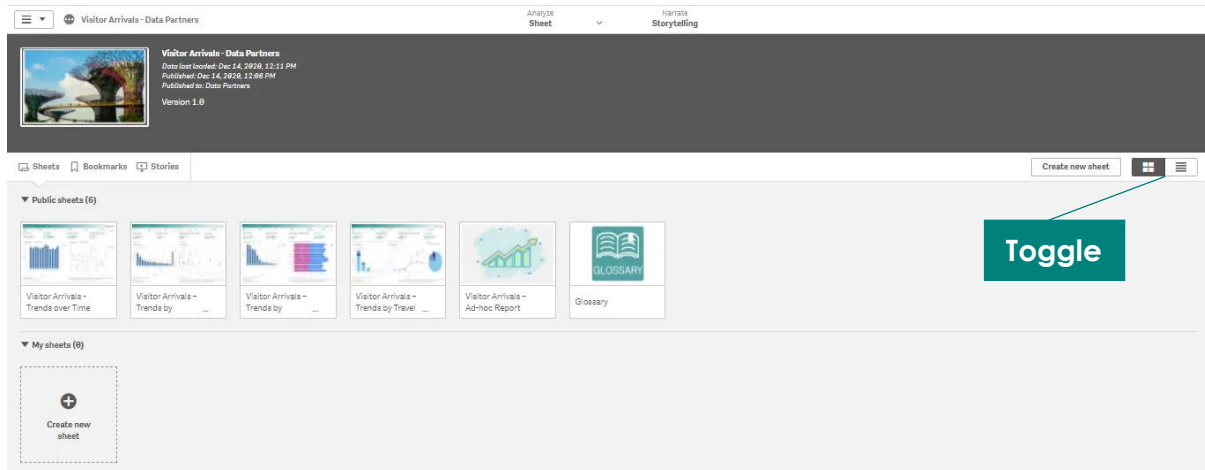 Visitor Arrivals - Data Partners
Analyze
Sheet
Narrate
Storytelling
Visitor Arrivals - Data Partners
Data last loaded: Dec 14, 2020, 12:11 PM
Published: Dec 14, 2020, 12:06 PM
Published to: Data Partners
Version 1.0
Sheets
Bookmarks
Stories
Create new sheet
Toggle
Public sheets (6)
Visitor Arrivals -
Trends over Time
Visitor Arrivals –
Trends by ...
Visitor Arrivals –
Trends by ...
Visitor Arrivals –
Trends by Travel ...
Visitor Arrivals –
Ad-hoc Report
GLOSSARY
Glossary
My sheets (0)
Create new
sheet